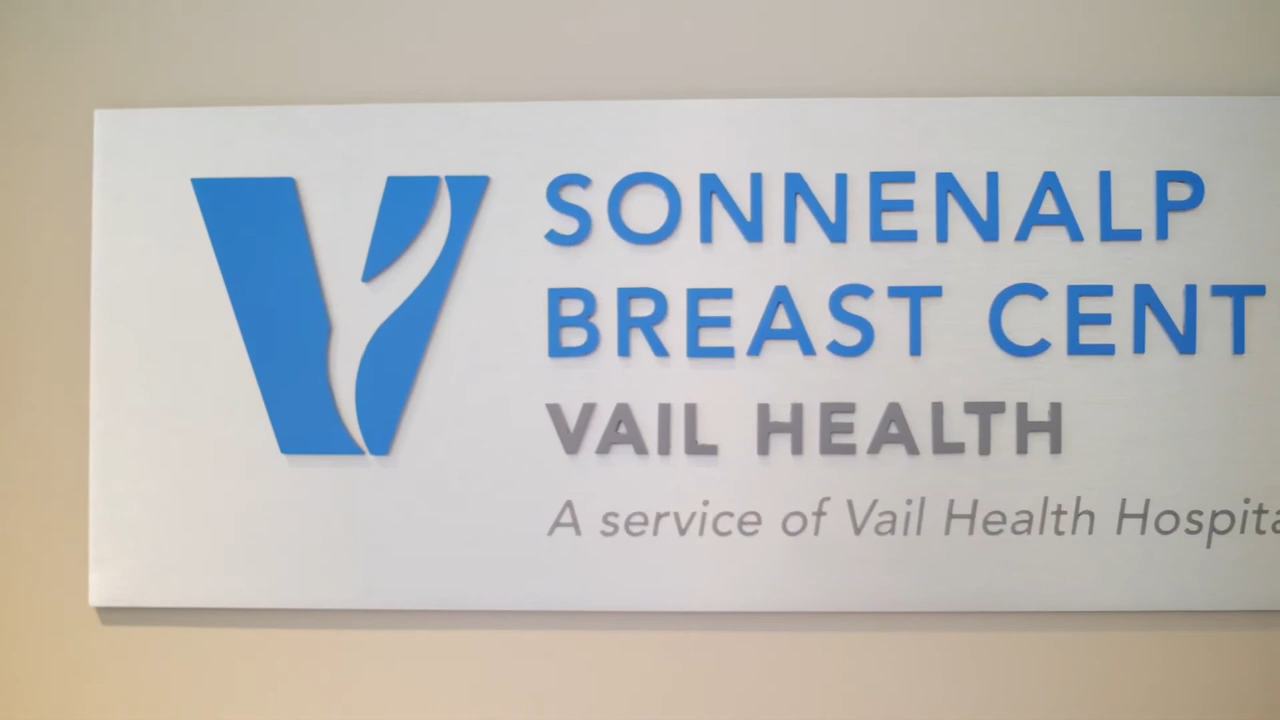 SONNENALP
BREAST CENT
VAIL HEALTH
A service of Vail Health Hospita